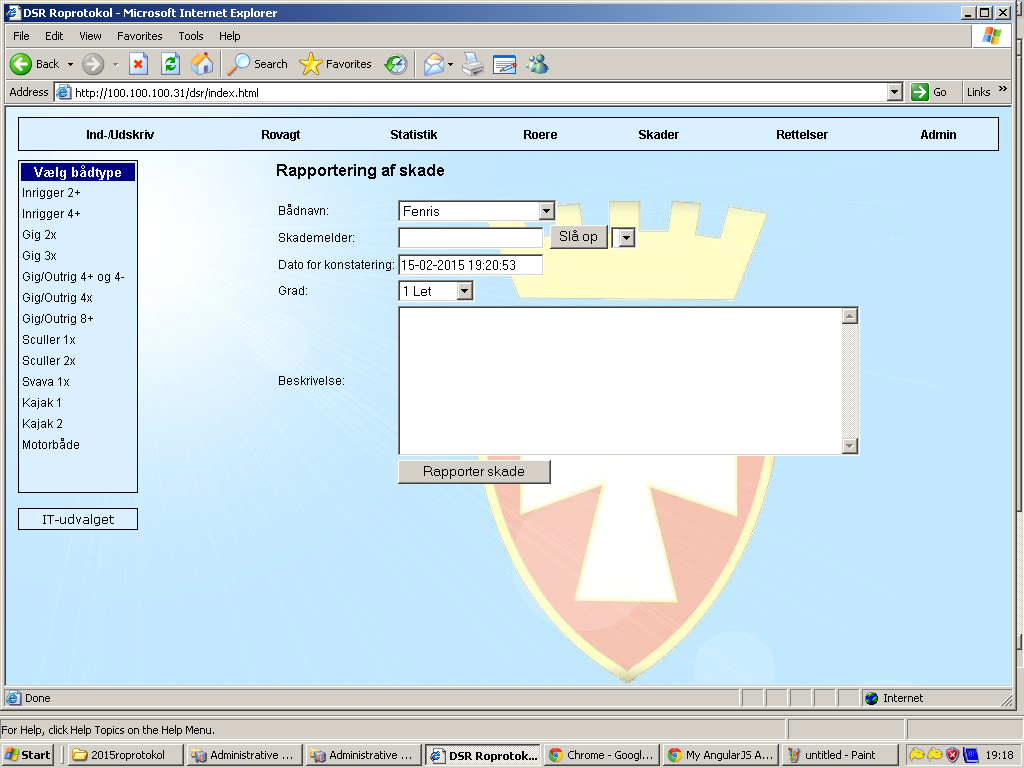 DSR Roprotokol - Microsoft Internet Explorer
File Edit View Favorites Tools Help
Back Search Favorites
Address http://100.100.100.31/dsr/index.html Go Links »
Ind-/Udskriv Rovagt Statistik Roere Skader Rettelser Admin
Vælg bådtype
Inrigger 2+
Inrigger 4+
Gig 2x
Gig 3x
Gig/Outrig 4+ og 4-
Gig/Outrig 4x
Gig/Outrig 8+
Sculler 1x
Sculler 2x
Svava 1x
Kajak 1
Kajak 2
Motorbåde
IT-udvalget
Rapportering af skade
Bådnavn: Fenris
Skademelder: Slå op
Dato for konstatering: 15-02-2015 19:20:53
Grad: 1 Let
Beskrivelse:
Rapporter skade
Done Internet
For Help, click Help Topics on the Help Menu.
Start 2015roprotokol Administrative ... Administrative ... DSR Roprotok... Chrome - Googl... My AngularJS A... untitled - Paint 19:18